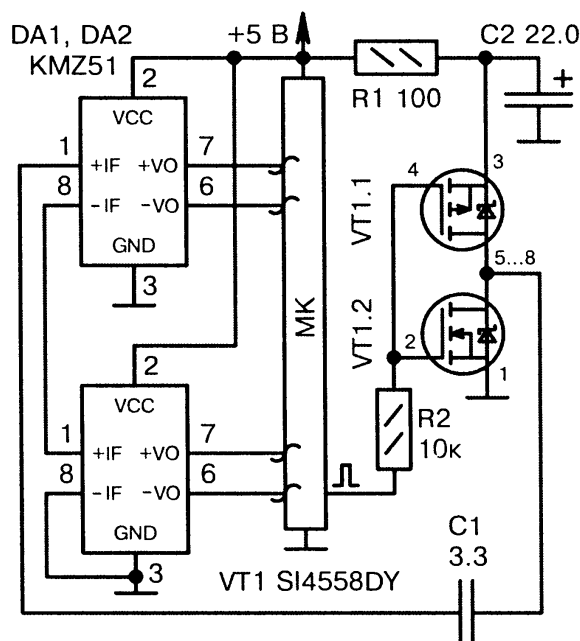 DA1, DA2
KMZ51
+5 В
C2 22.0
+
R1 100
2
VCC
1
+IF
+VO
7
8
−IF
−VO
6
GND
3
МК
VT1.1
4
3
5...8
VT1.2
2
1
R2
10к
2
VCC
1
+IF
+VO
7
8
−IF
−VO
6
GND
3
C1
3.3
VT1 SI4558DY